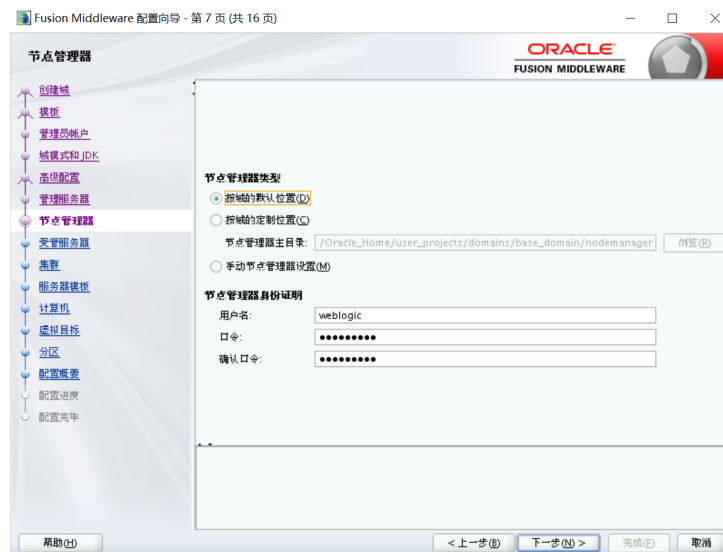 Fusion Middleware 配置向导 - 第 7 页 (共 16 页)
节点管理器
ORACLE
FUSION MIDDLEWARE
创建域
模板
管理员帐户
域模式和 JDK
高级配置
管理服务器
节点管理器
受管服务器
集群
服务器模板
计算机
虚拟目标
分区
配置概要
配置进度
配置完毕
节点管理器类型
按域的默认位置(D)
按域的定制位置(C)
节点管理器主目录: /Oracle_Home/user_projects/domains/base_domain/nodemanager 浏览(R)
手动节点管理器设置(M)
节点管理器身份证明
用户名: weblogic
口令: ●●●●●●●●●
确认口令: ●●●●●●●●●
帮助(H) < 上一步(B) 下一步(N) > 完成(F) 取消